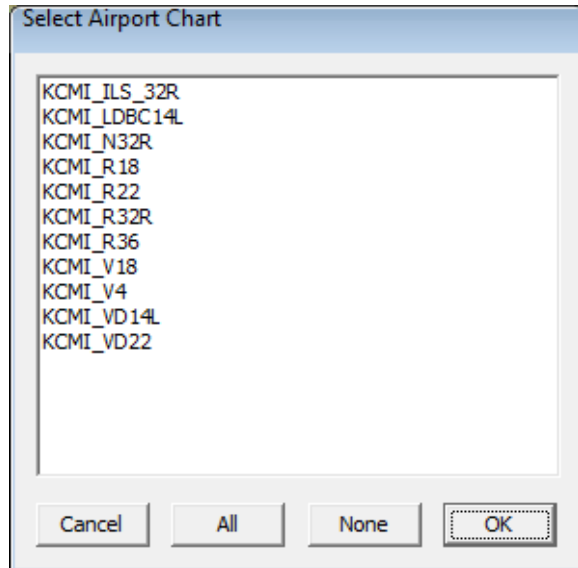 Select Airport Chart
KCMI_ILS_32R
KCMI_LDBC14L
KCMI_N32R
KCMI_R18
KCMI_R22
KCMI_R32R
KCMI_R36
KCMI_V18
KCMI_V4
KCMI_VD14L
KCMI_VD22
Cancel All None OK